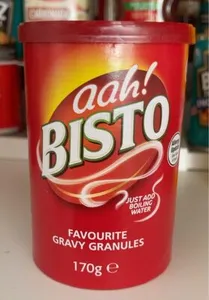 aah!
BISTO
JUST ADD
BOILING
WATER
FAVOURITE
GRAVY GRANULES
170g ℮